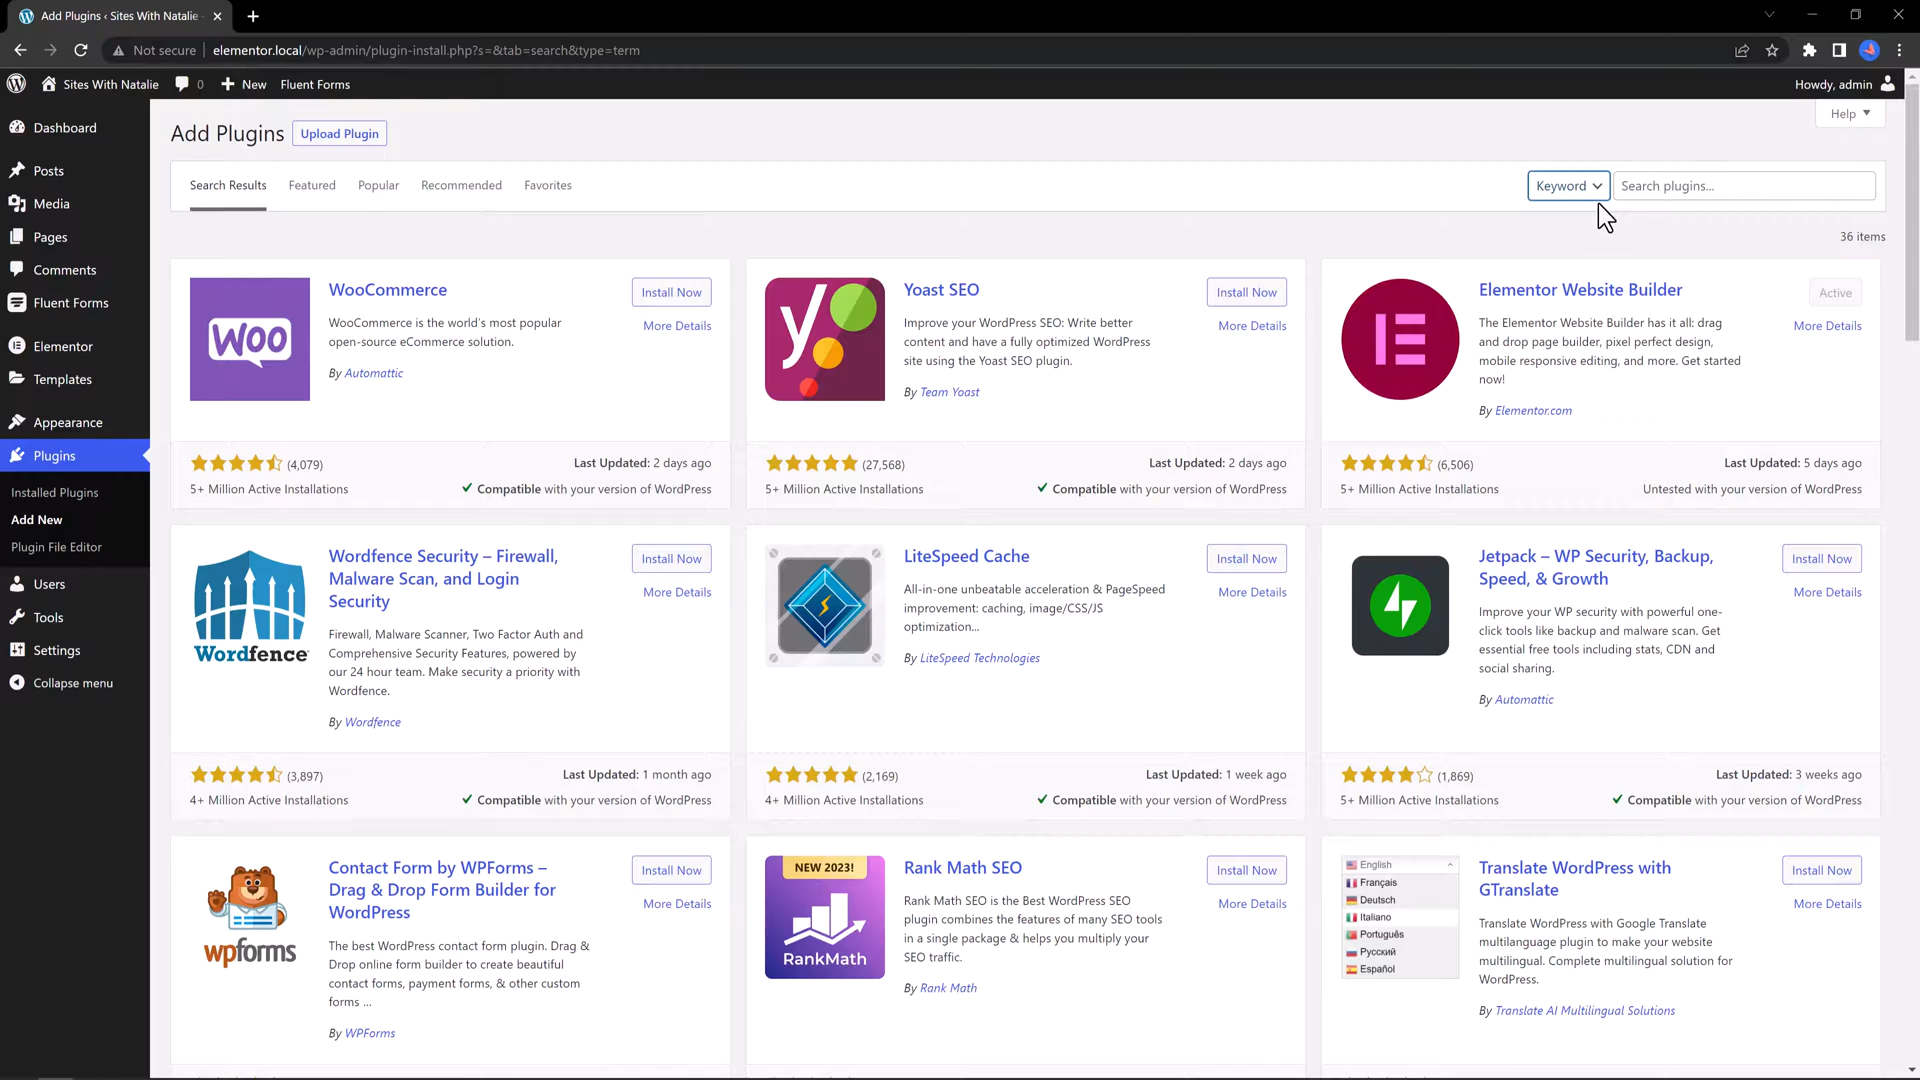 Add Plugins ‹ Sites With Natalie
Not secure
elementor.local/wp-admin/plugin-install.php?s=&tab=search&type=term
Sites With Natalie
0
New
Fluent Forms
Howdy, admin
Dashboard
Posts
Media
Pages
Comments
Fluent Forms
Elementor
Templates
Appearance
Plugins
Installed Plugins
Add New
Plugin File Editor
Users
Tools
Settings
Collapse menu
Help
Add Plugins
Upload Plugin
Search Results
Featured
Popular
Recommended
Favorites
Keyword
Search plugins...
36 items
WOO
WooCommerce
WooCommerce is the world's most popular
open-source eCommerce solution.
By Automattic
Install Now
More Details
(4,079)
Last Updated: 2 days ago
5+ Million Active Installations
Compatible with your version of WordPress
y
Yoast SEO
Improve your WordPress SEO: Write better
content and have a fully optimized WordPress
site using the Yoast SEO plugin.
By Team Yoast
Install Now
More Details
(27,568)
Last Updated: 2 days ago
5+ Million Active Installations
Compatible with your version of WordPress
Elementor Website Builder
The Elementor Website Builder has it all: drag
and drop page builder, pixel perfect design,
mobile responsive editing, and more. Get started
now!
By Elementor.com
Active
More Details
(6,506)
Last Updated: 5 days ago
5+ Million Active Installations
Untested with your version of WordPress
Wordfence
Wordfence Security – Firewall,
Malware Scan, and Login
Security
Firewall, Malware Scanner, Two Factor Auth and
Comprehensive Security Features, powered by
our 24 hour team. Make security a priority with
Wordfence.
By Wordfence
Install Now
More Details
(3,897)
Last Updated: 1 month ago
4+ Million Active Installations
Compatible with your version of WordPress
LiteSpeed Cache
All-in-one unbeatable acceleration & PageSpeed
improvement: caching, image/CSS/JS
optimization...
By LiteSpeed Technologies
Install Now
More Details
(2,169)
Last Updated: 1 week ago
4+ Million Active Installations
Compatible with your version of WordPress
Jetpack – WP Security, Backup,
Speed, & Growth
Improve your WP security with powerful one-
click tools like backup and malware scan. Get
essential free tools including stats, CDN and
social sharing.
By Automattic
Install Now
More Details
(1,869)
Last Updated: 3 weeks ago
5+ Million Active Installations
Compatible with your version of WordPress
wpforms
Contact Form by WPForms –
Drag & Drop Form Builder for
WordPress
The best WordPress contact form plugin. Drag &
Drop online form builder to create beautiful
contact forms, payment forms, & other custom
forms ...
By WPForms
Install Now
More Details
NEW 2023!
RankMath
Rank Math SEO
Rank Math SEO is the Best WordPress SEO
plugin combines the features of many SEO tools
in a single package & helps you multiply your
SEO traffic.
By Rank Math
Install Now
More Details
English
Français
Deutsch
Italiano
Português
Русский
Español
Translate WordPress with
GTranslate
Translate WordPress with Google Translate
multilanguage plugin to make your website
multilingual. Complete multilingual solution for
WordPress.
By Translate AI Multilingual Solutions
Install Now
More Details